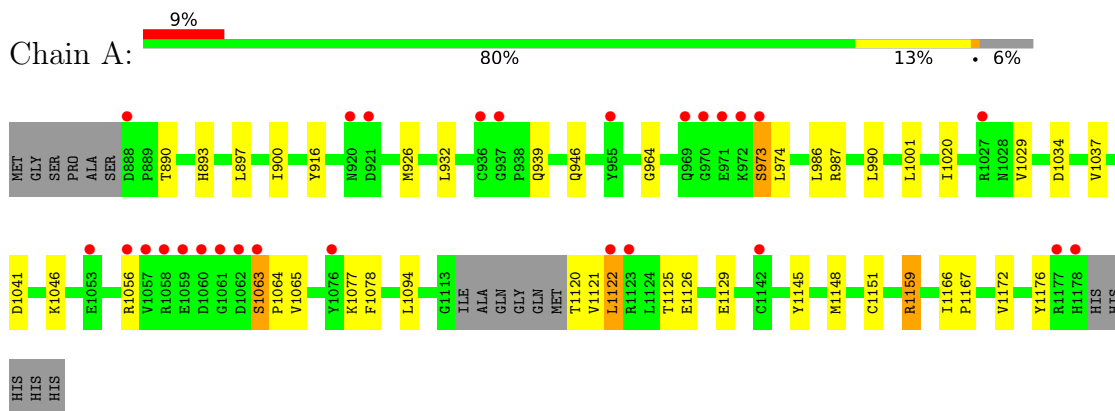 9%
Chain A:
80% 13% • 6%
MET GLY SER PRO ALA SER D888 P889 T890 H893 L897 I900 Y916 N920 D921 M926 L932 C936 G937 P938 Q939 Q946 Y955 G964 Q969 G970 E971 K972 S973 L974 L986 R987 L990 L1001 I1020 R1027 N1028 V1029 D1034 V1037
D1041 K1046 E1053 R1056 V1057 R1058 E1059 D1060 G1061 D1062 S1063 P1064 V1065 Y1076 K1077 F1078 L1094 G1113 ILE ALA GLN GLY GLN MET T1120 V1121 L1122 R1123 L1124 T1125 E1126 E1129 C1142 Y1145 M1148 C1151 R1159 I1166 P1167 V1172 Y1176 R1177 H1178 HIS HIS
HIS HIS HIS